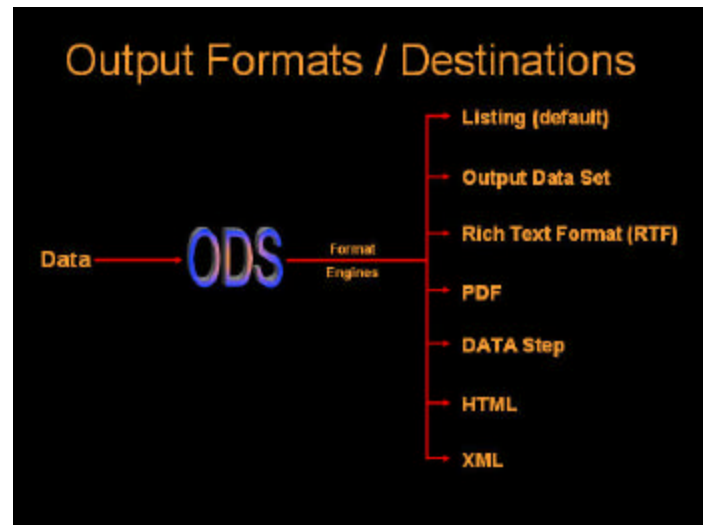 Output Formats / Destinations
Listing (default)
Output Data Set
Rich Text Format (RTF)
Data
ODS
Format
Engines
PDF
DATA Step
HTML
XML